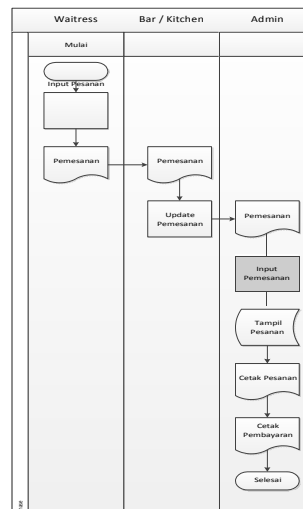 Waitress
Bar / Kitchen
Admin
Mulai
Input Pesanan
Pemesanan
Pemesanan
Update
Pemesanan
Pemesanan
Input
Pemesanan
Tampil
Pesanan
Cetak Pesanan
Cetak
Pembayaran
Selesai